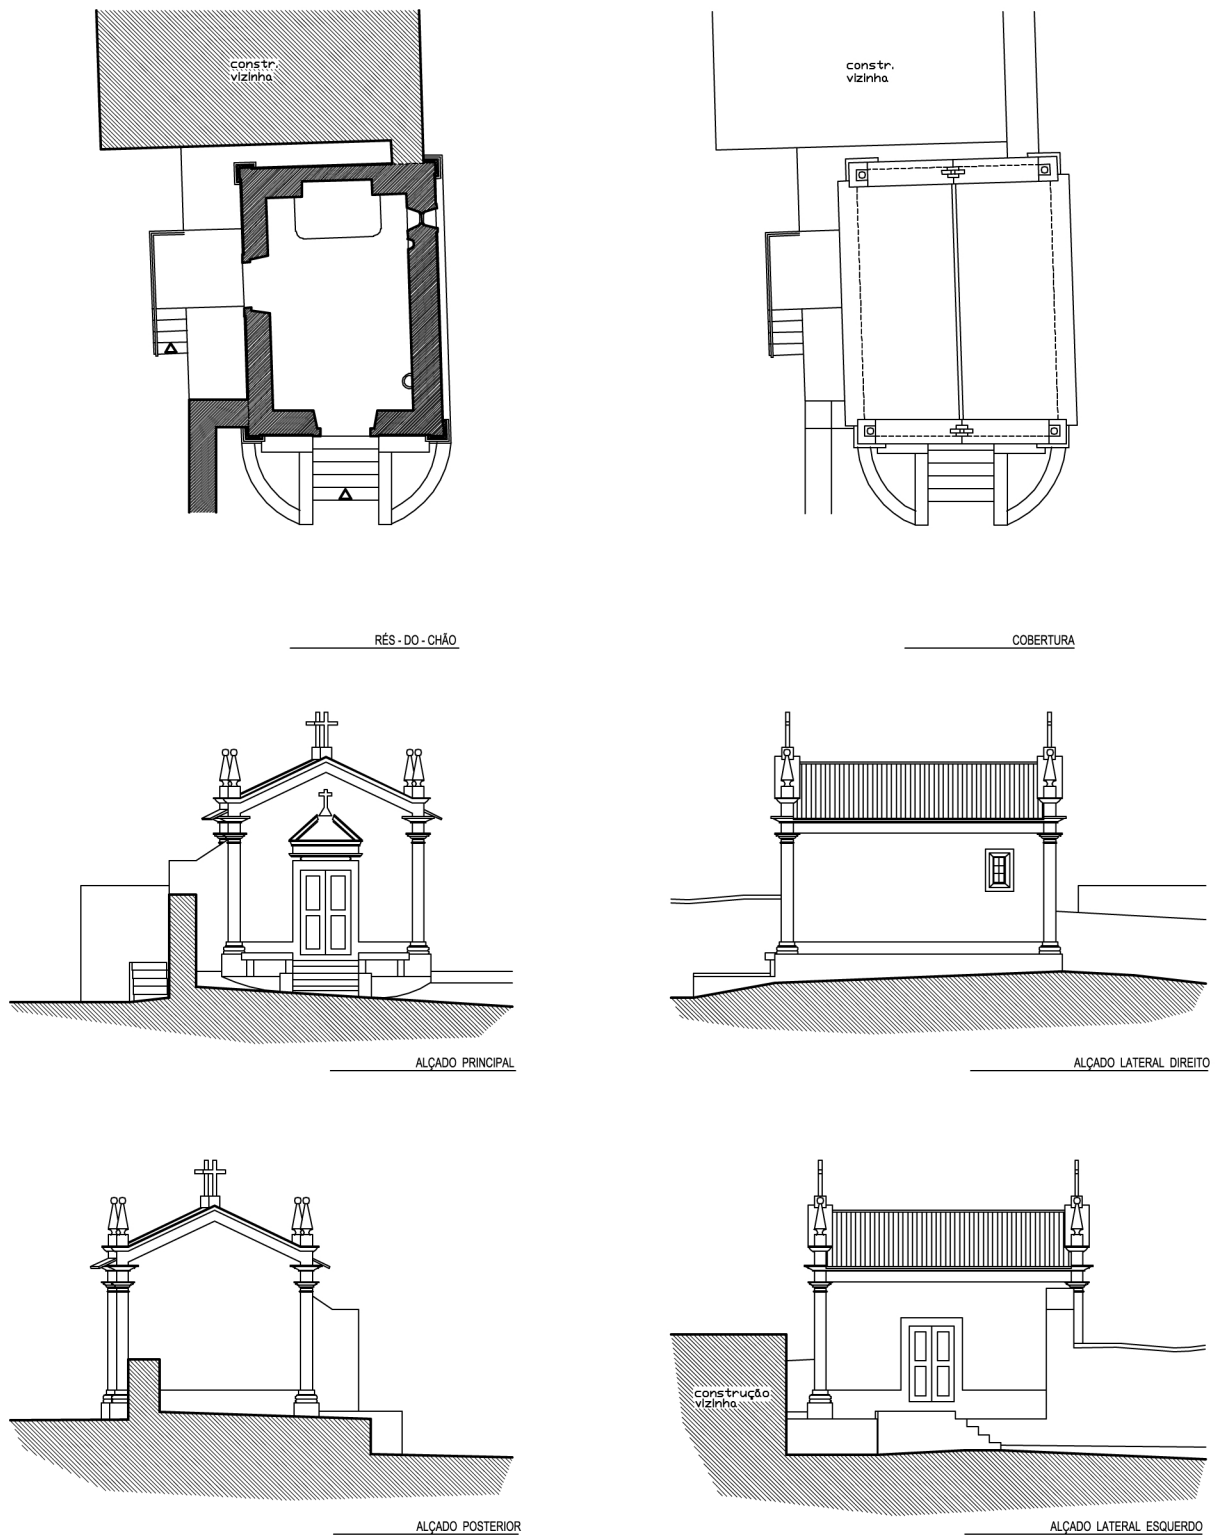 constr.
vizinha
constr.
vizinha
RÉS - DO - CHÃO
COBERTURA
ALÇADO PRINCIPAL
ALÇADO LATERAL DIREITO
construção
vizinha
ALÇADO POSTERIOR
ALÇADO LATERAL ESQUERDO